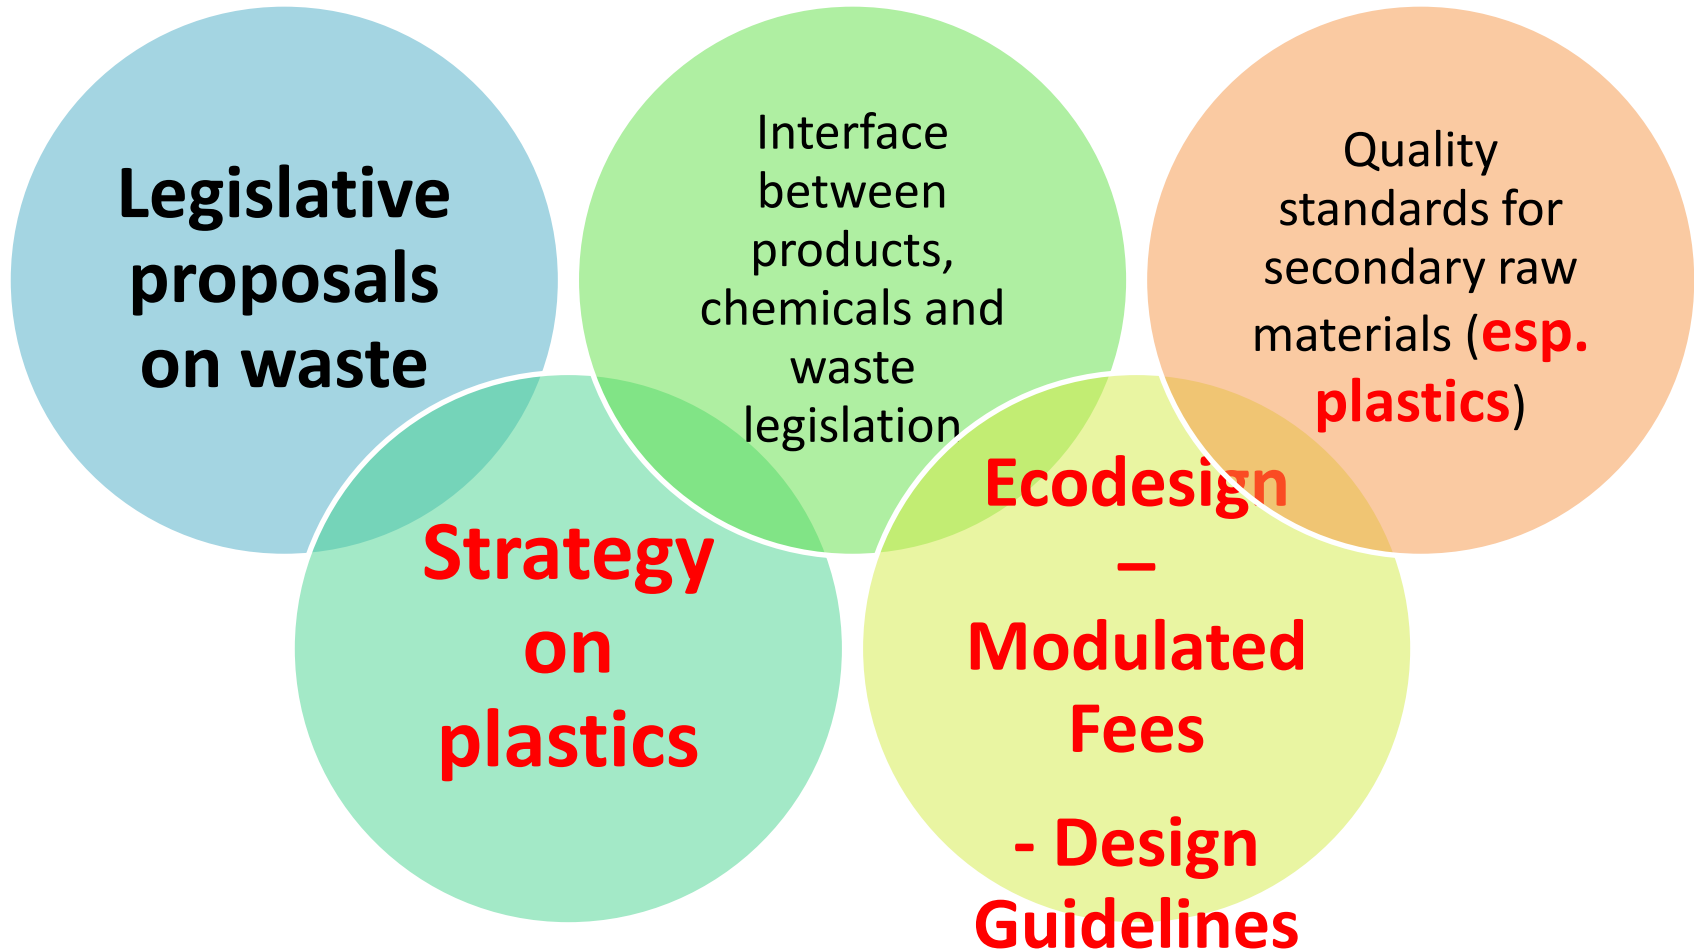 Legislative
proposals
on waste
Strategy
on
plastics
Interface
between
products,
chemicals and
waste
legislation
Ecodesign
–
Modulated
Fees
- Design
Guidelines
Quality
standards for
secondary raw
materials (esp.
plastics)